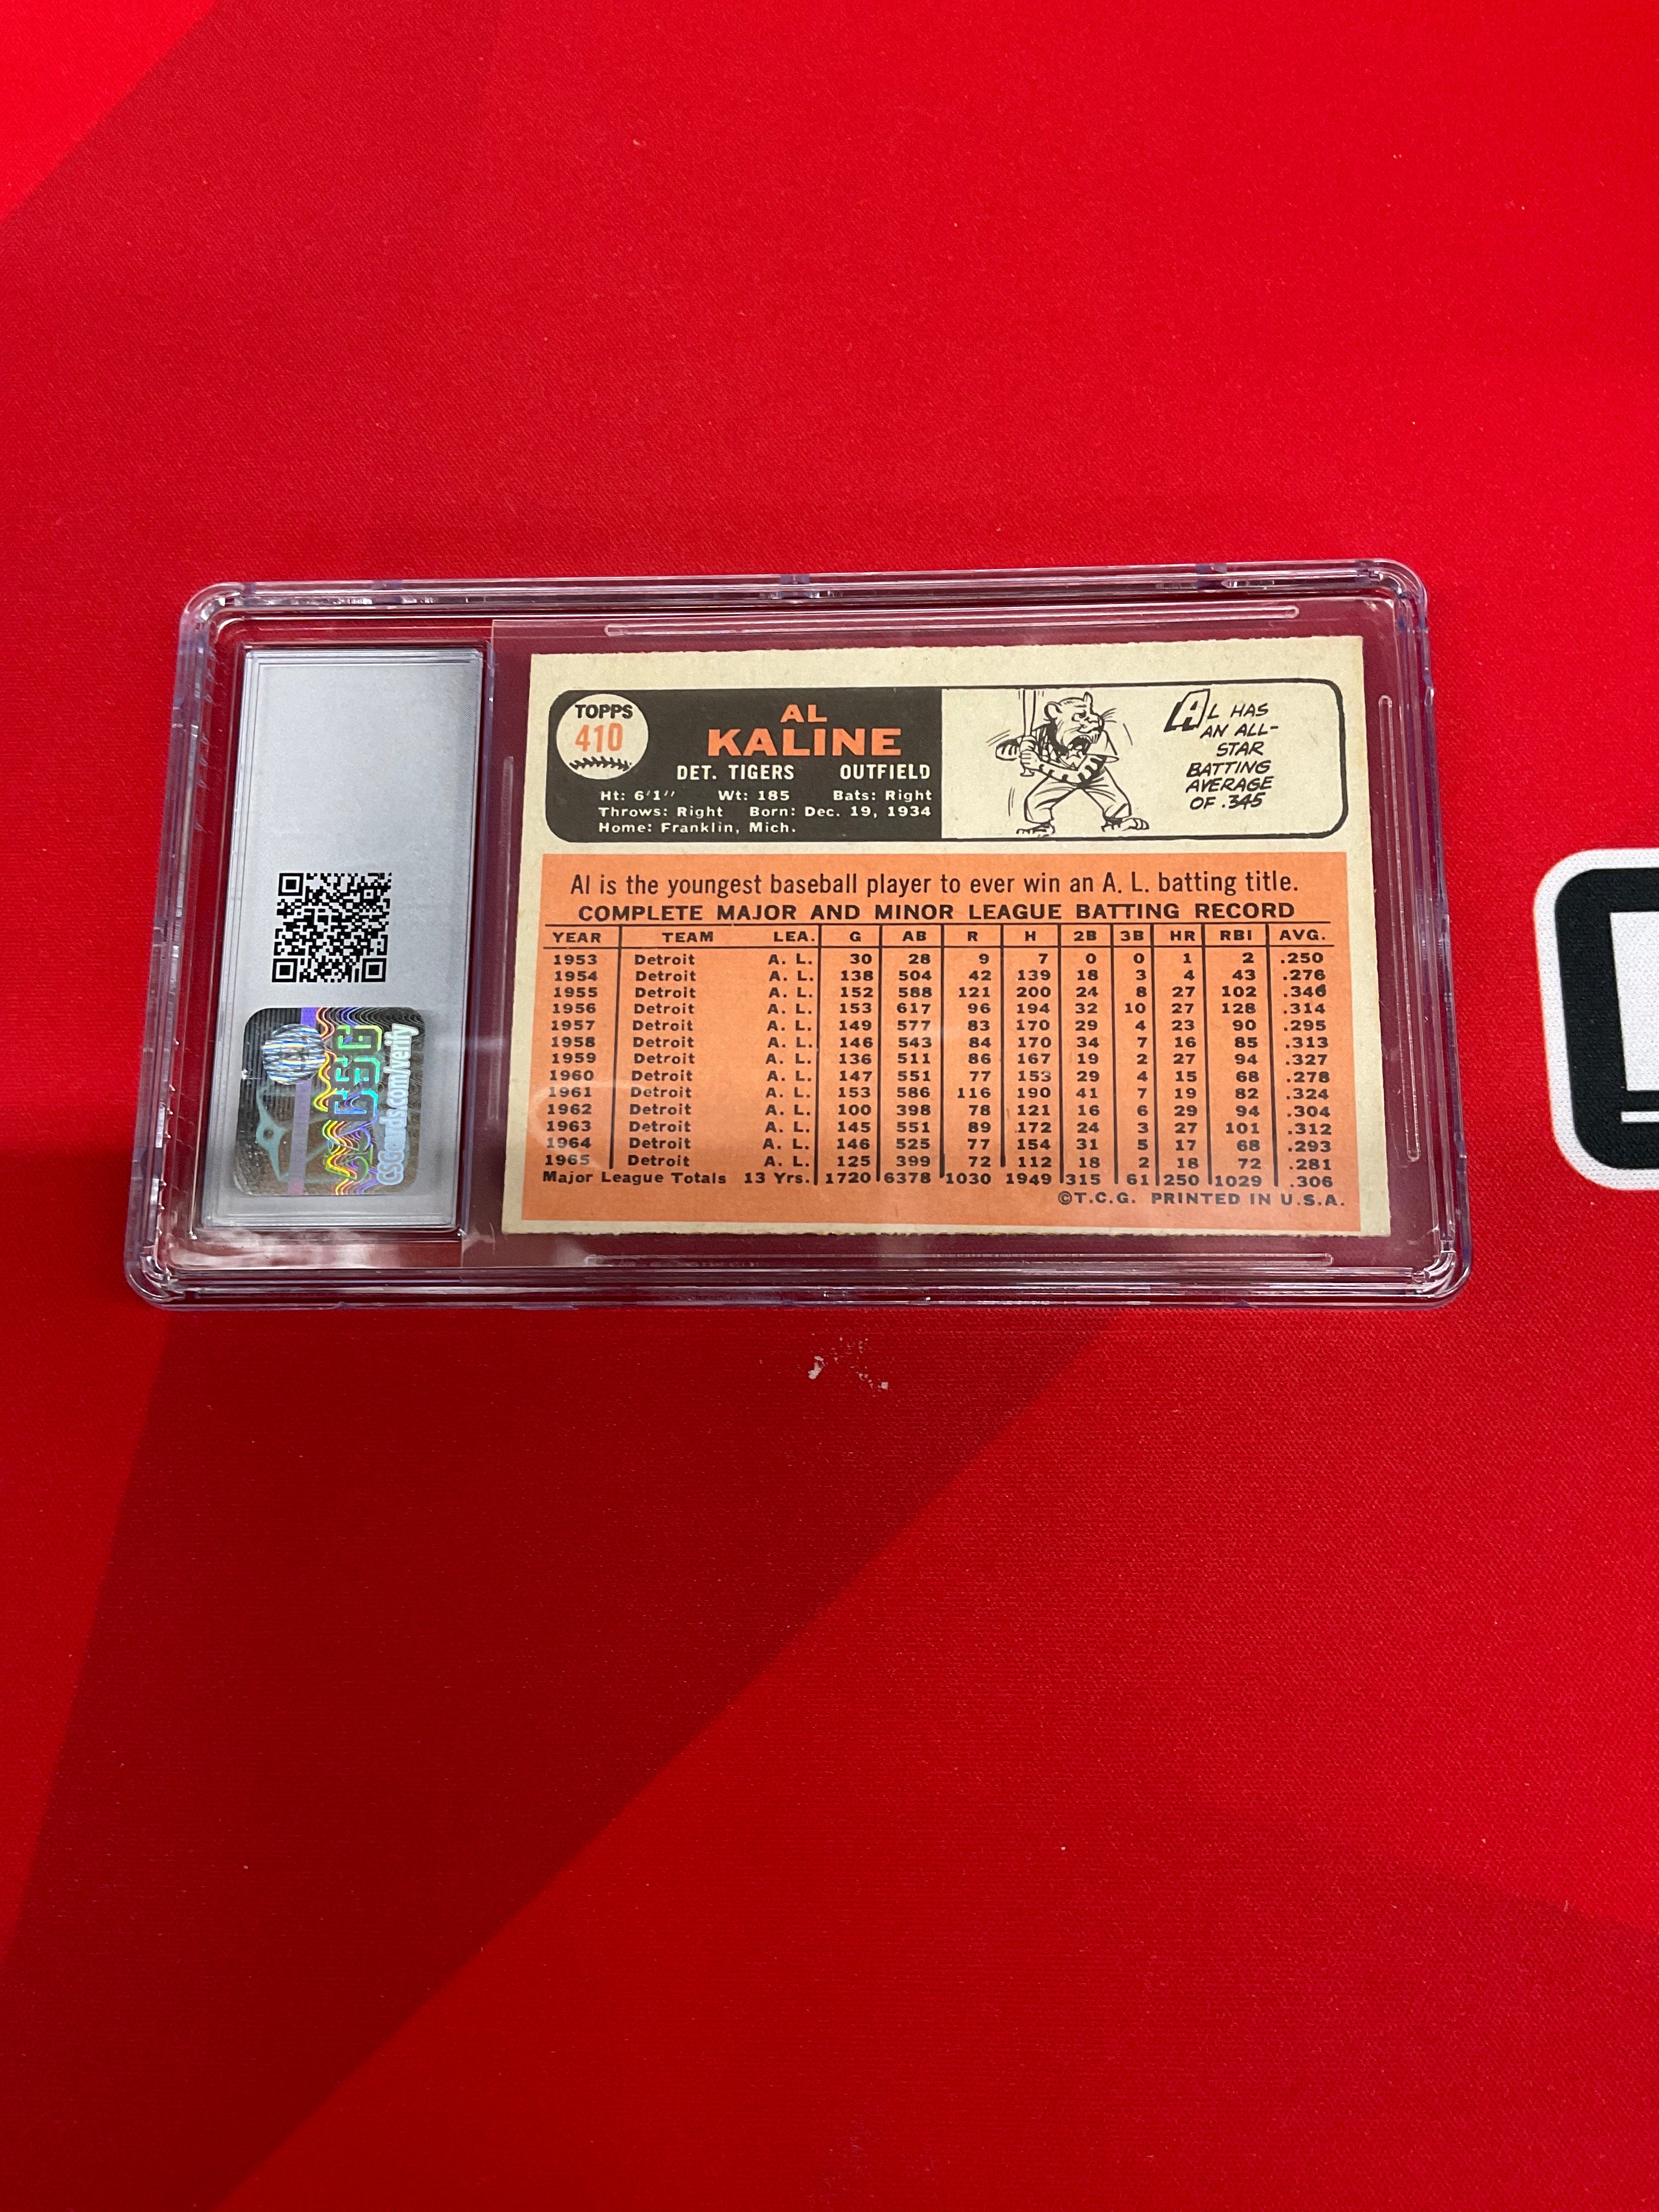 TOPPS
410
AL
KALINE
DET. TIGERS OUTFIELD
Ht: 6'1" Wt: 185 Bats: Right
Throws: Right Born: Dec. 19, 1934
Home: Franklin, Mich.
AL HAS
AN ALL-
STAR
BATTING
AVERAGE
OF .345
Al is the youngest baseball player to ever win an A. L. batting title.
COMPLETE MAJOR AND MINOR LEAGUE BATTING RECORD
YEAR TEAM LEA. G AB R H 2B 3B HR RBI AVG.
1953 Detroit A. L. 30 28 9 7 0 0 1 2 .250
1954 Detroit A. L. 138 504 42 139 18 3 4 43 .276
1955 Detroit A. L. 152 588 121 200 24 8 27 102 .346
1956 Detroit A. L. 153 617 96 194 32 10 27 128 .314
1957 Detroit A. L. 149 577 83 170 29 4 23 90 .295
1958 Detroit A. L. 146 543 84 170 34 7 16 85 .313
1959 Detroit A. L. 136 511 86 167 19 2 27 94 .327
1960 Detroit A. L. 147 551 77 153 29 4 15 68 .278
1961 Detroit A. L. 153 586 116 190 41 7 19 82 .324
1962 Detroit A. L. 100 398 78 121 16 6 29 94 .304
1963 Detroit A. L. 145 551 89 172 24 3 27 101 .312
1964 Detroit A. L. 146 525 77 154 31 5 17 68 .293
1965 Detroit A. L. 125 399 72 112 18 2 18 72 .281
Major League Totals 13 Yrs. 1720 6378 1030 1949 315 61 250 1029 .306
©T.C.G. PRINTED IN U.S.A.
CSG
CSGcards.com/verify